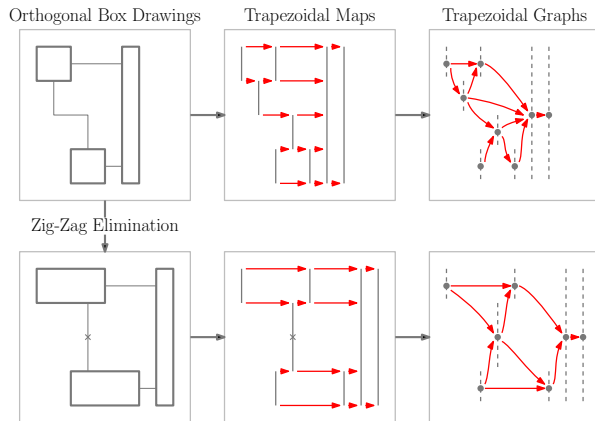 Orthogonal Box Drawings
Trapezoidal Maps
Trapezoidal Graphs
Zig-Zag Elimination